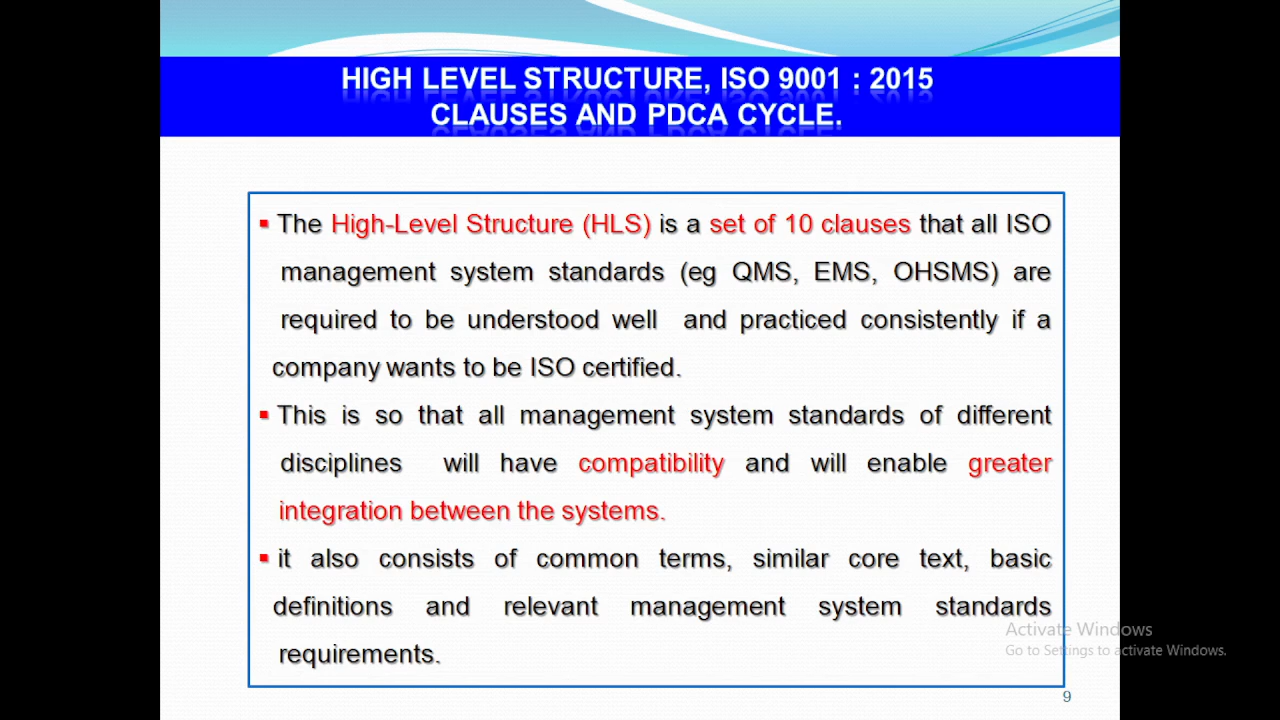 HIGH LEVEL STRUCTURE, ISO 9001 : 2015
CLAUSES AND PDCA CYCLE.
▪ The High-Level Structure (HLS) is a set of 10 clauses that all ISO
management system standards (eg QMS, EMS, OHSMS) are
required to be understood well and practiced consistently if a
company wants to be ISO certified.
▪ This is so that all management system standards of different
disciplines will have compatibility and will enable greater
integration between the systems.
▪ it also consists of common terms, similar core text, basic
definitions and relevant management system standards
requirements.
Activate Windows
Go to Settings to activate Windows.
9